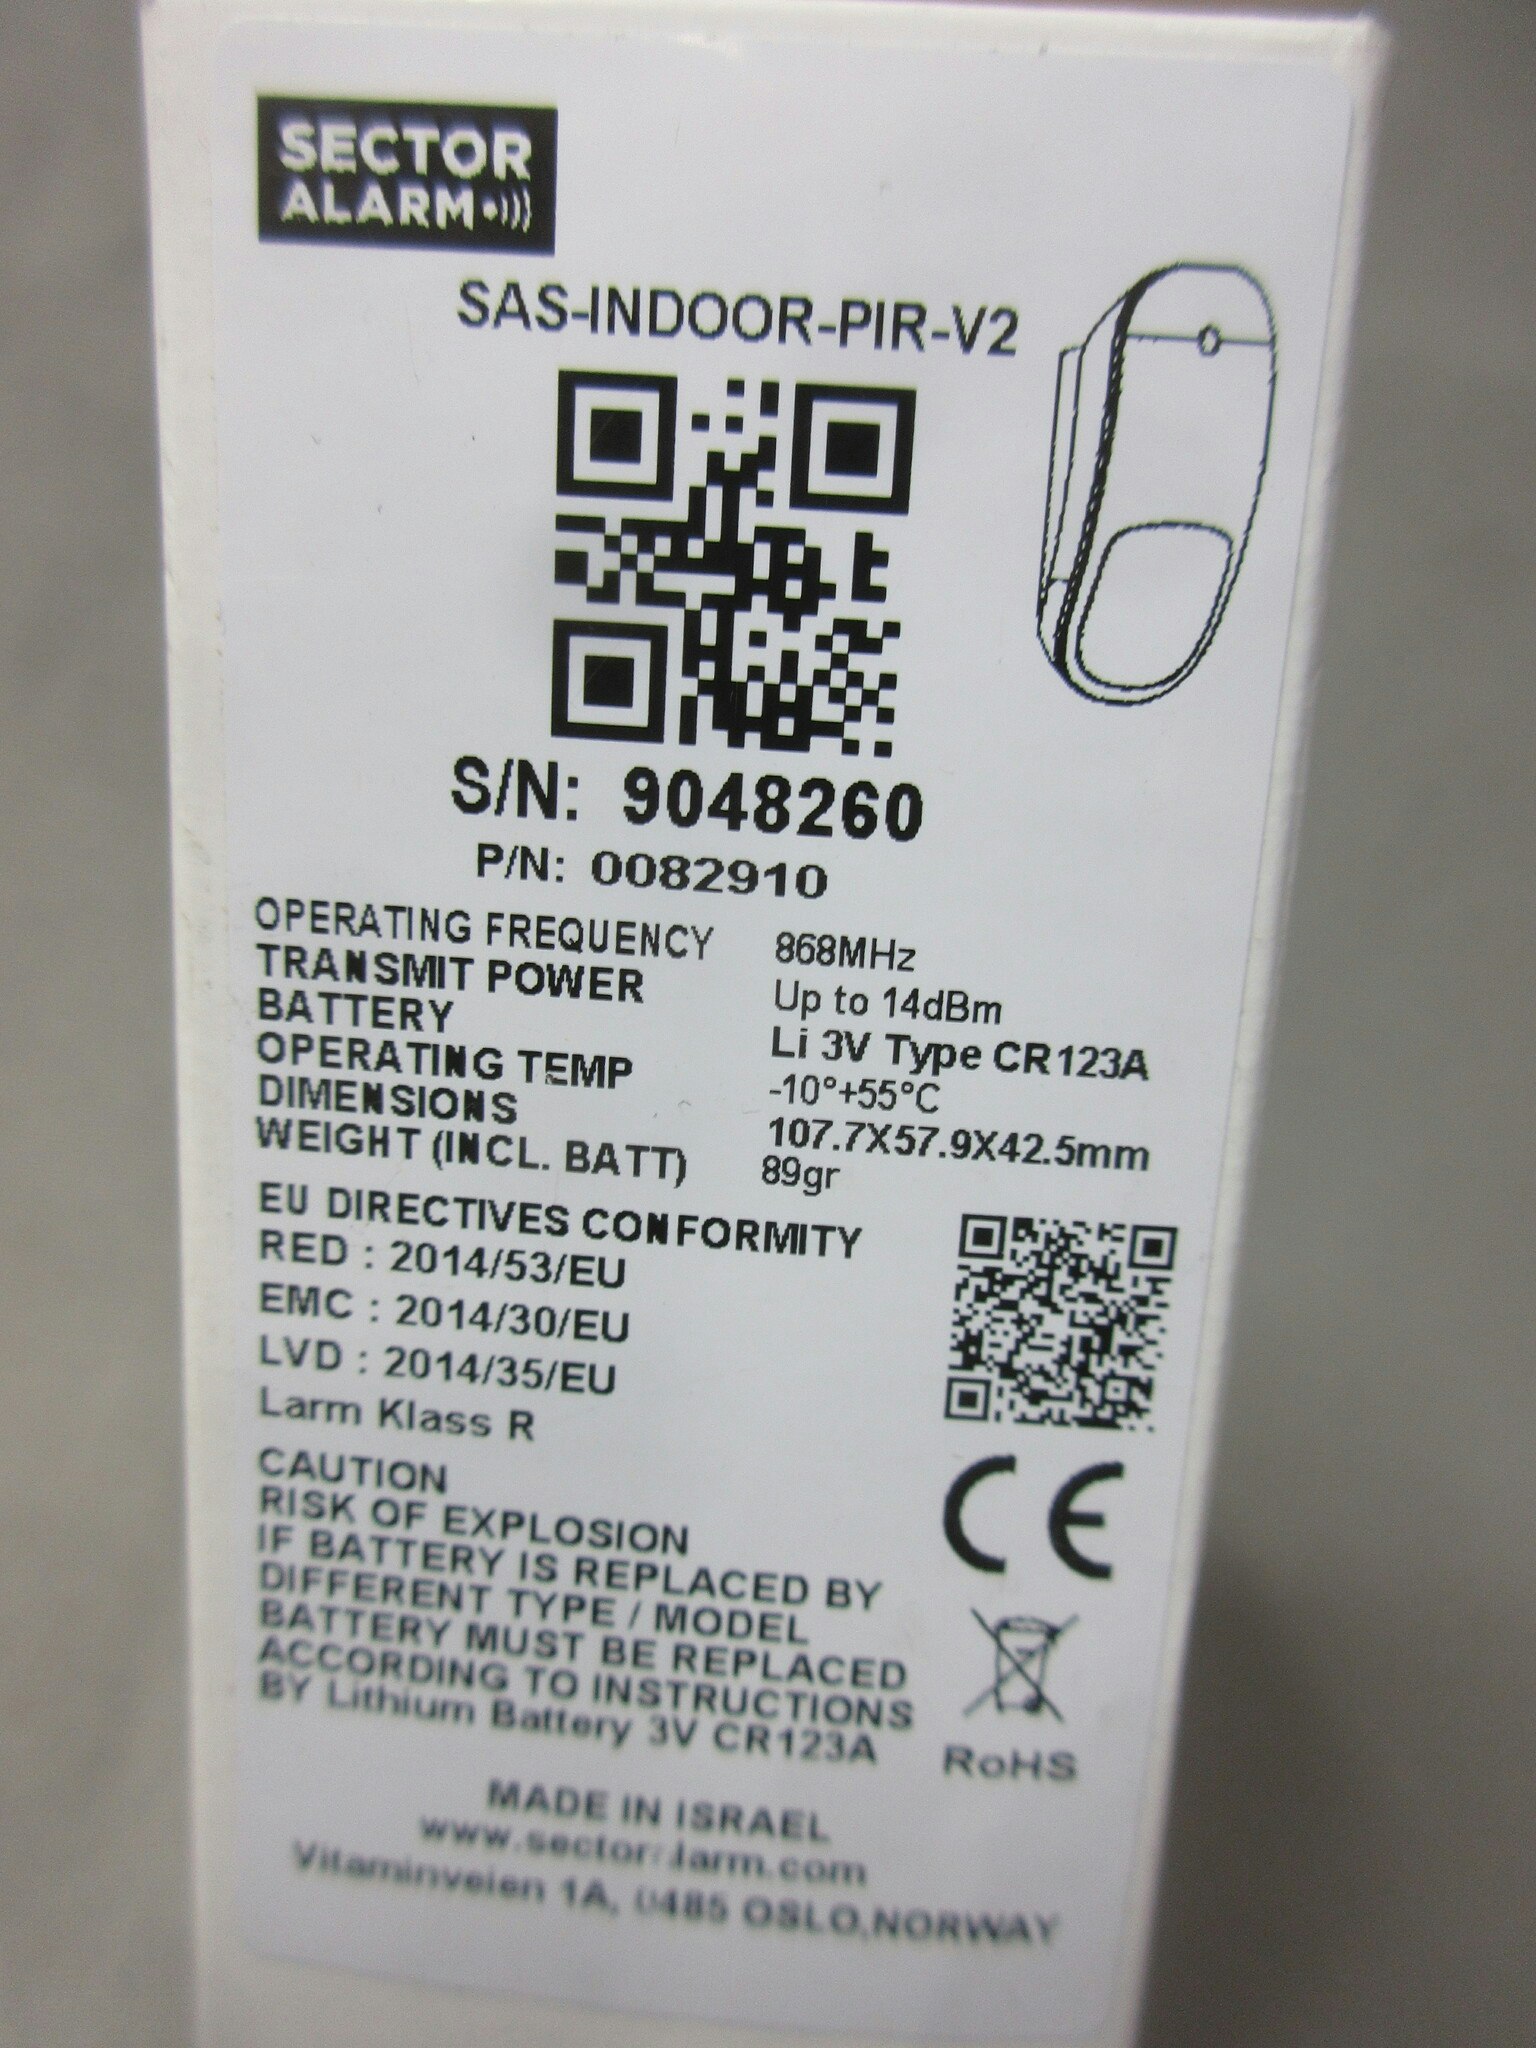 SECTOR
ALARM
SAS-INDOOR-PIR-V2
S/N: 9048260
P/N: 0082910
OPERATING FREQUENCY 868MHz
TRANSMIT POWER Up to 14dBm
BATTERY Li 3V Type CR123A
OPERATING TEMP -10°+55°C
DIMENSIONS 107.7X57.9X42.5mm
WEIGHT (INCL. BATT) 89gr
EU DIRECTIVES CONFORMITY
RED : 2014/53/EU
EMC : 2014/30/EU
LVD : 2014/35/EU
Larm Klass R
CAUTION
RISK OF EXPLOSION
IF BATTERY IS REPLACED BY
DIFFERENT TYPE / MODEL
BATTERY MUST BE REPLACED
ACCORDING TO INSTRUCTIONS
BY Lithium Battery 3V CR123A
CE
RoHS
MADE IN ISRAEL
www.sectoralarm.com
Vitaminveien 1A, 0485 OSLO,NORWAY